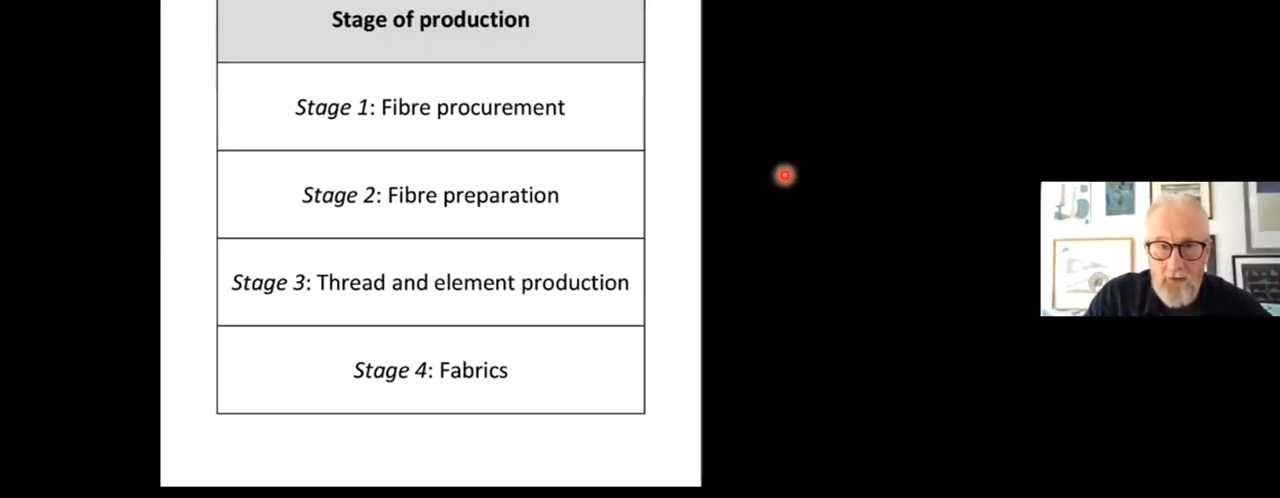 Stage of production
Stage 1: Fibre procurement
Stage 2: Fibre preparation
Stage 3: Thread and element production
Stage 4: Fabrics